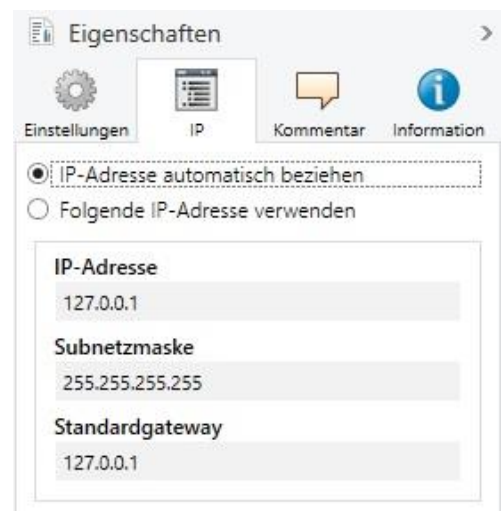 Eigenschaften
Einstellungen IP Kommentar Information
IP-Adresse automatisch beziehen
Folgende IP-Adresse verwenden
IP-Adresse
127.0.0.1
Subnetzmaske
255.255.255.255
Standardgateway
127.0.0.1